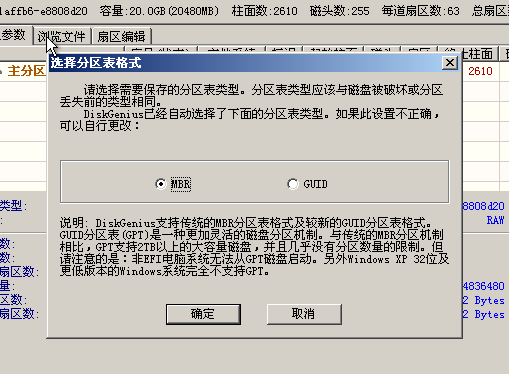 1affb6-e8808d20 容量:20.0GB(20480MB) 柱面数:2610 磁头数:255 每道扇区数:63 总扇区
参数 浏览文件 扇区编辑
柱面
主分区 2610
选择分区表格式
请选择需要保存的分区表类型。分区表类型应该与磁盘被破坏或分区
丢失前的类型相同。
DiskGenius已经自动选择了下面的分区表类型。如果此设置不正确，
可以自行更改：
MBR GUID
类型: 8808d20
RAW
说明: DiskGenius支持传统的MBR分区表格式及较新的GUID分区表格式。
GUID分区表(GPT)是一种更加灵活的磁盘分区机制。与传统的MBR分区机制
相比，GPT支持2TB以上的大容量磁盘，并且几乎没有分区数量的限制。但
请注意的是：非EFI电脑系统无法从GPT磁盘启动。另外Windows XP 32位及
更低版本的Windows系统完全不支持GPT。
数:
数:
扇区数:
量: 4836480
区数: 2 Bytes
扇区数: 2 Bytes
确定 取消